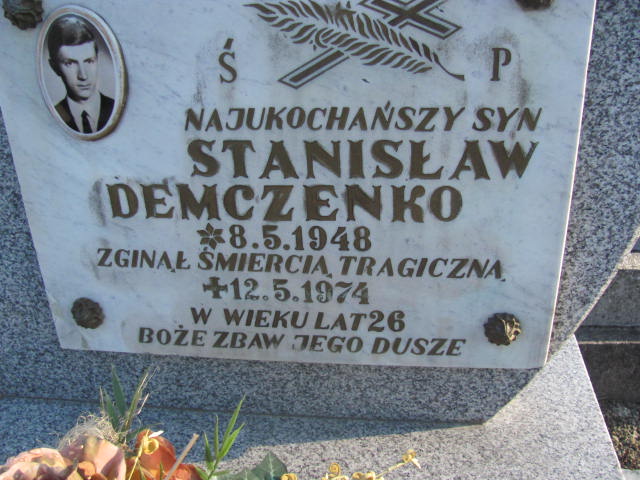 Ś P
NAJUKOCHAŃSZY SYN
STANISŁAW
DEMCZENKO
*8.5.1948
ZGINĄŁ ŚMIERCIĄ TRAGICZNĄ
+12.5.1974
W WIEKU LAT 26
BOŻE ZBAW JEGO DUSZE